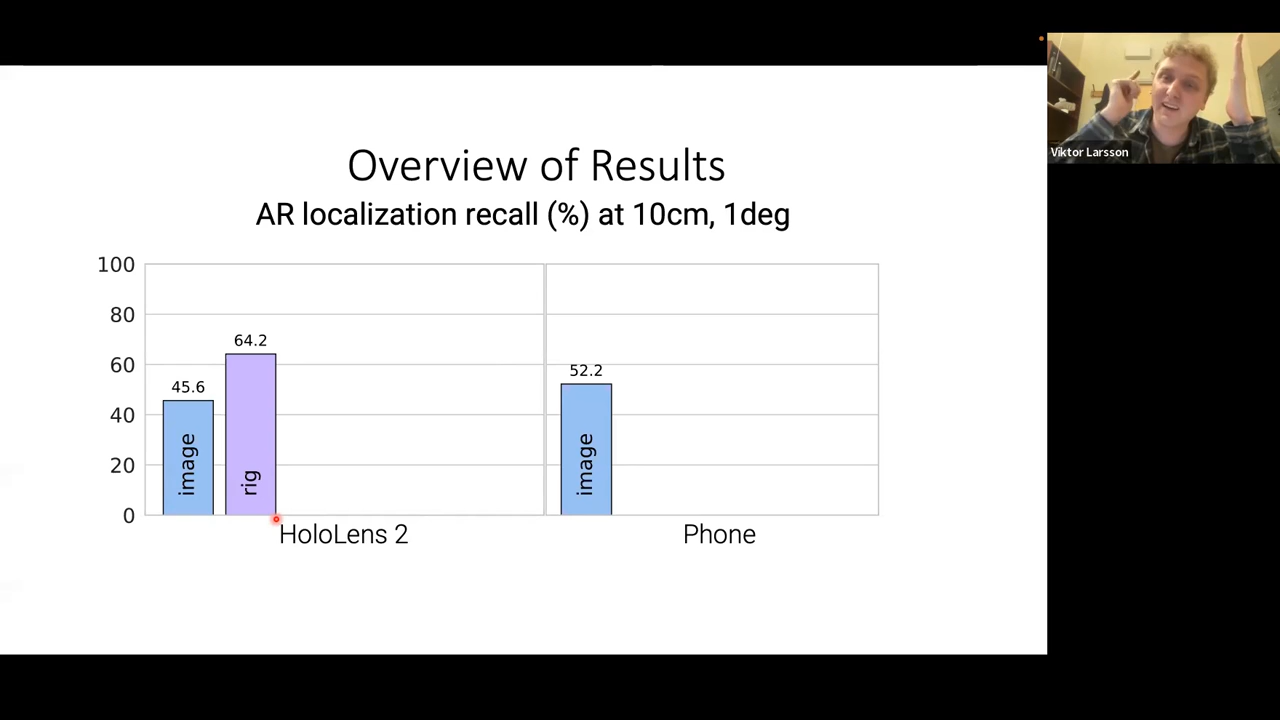 Overview of Results
AR localization recall (%) at 10cm, 1deg
100
80
60
40
20
0
45.6
image
64.2
rig
52.2
image
HoloLens 2
Phone
Viktor Larsson